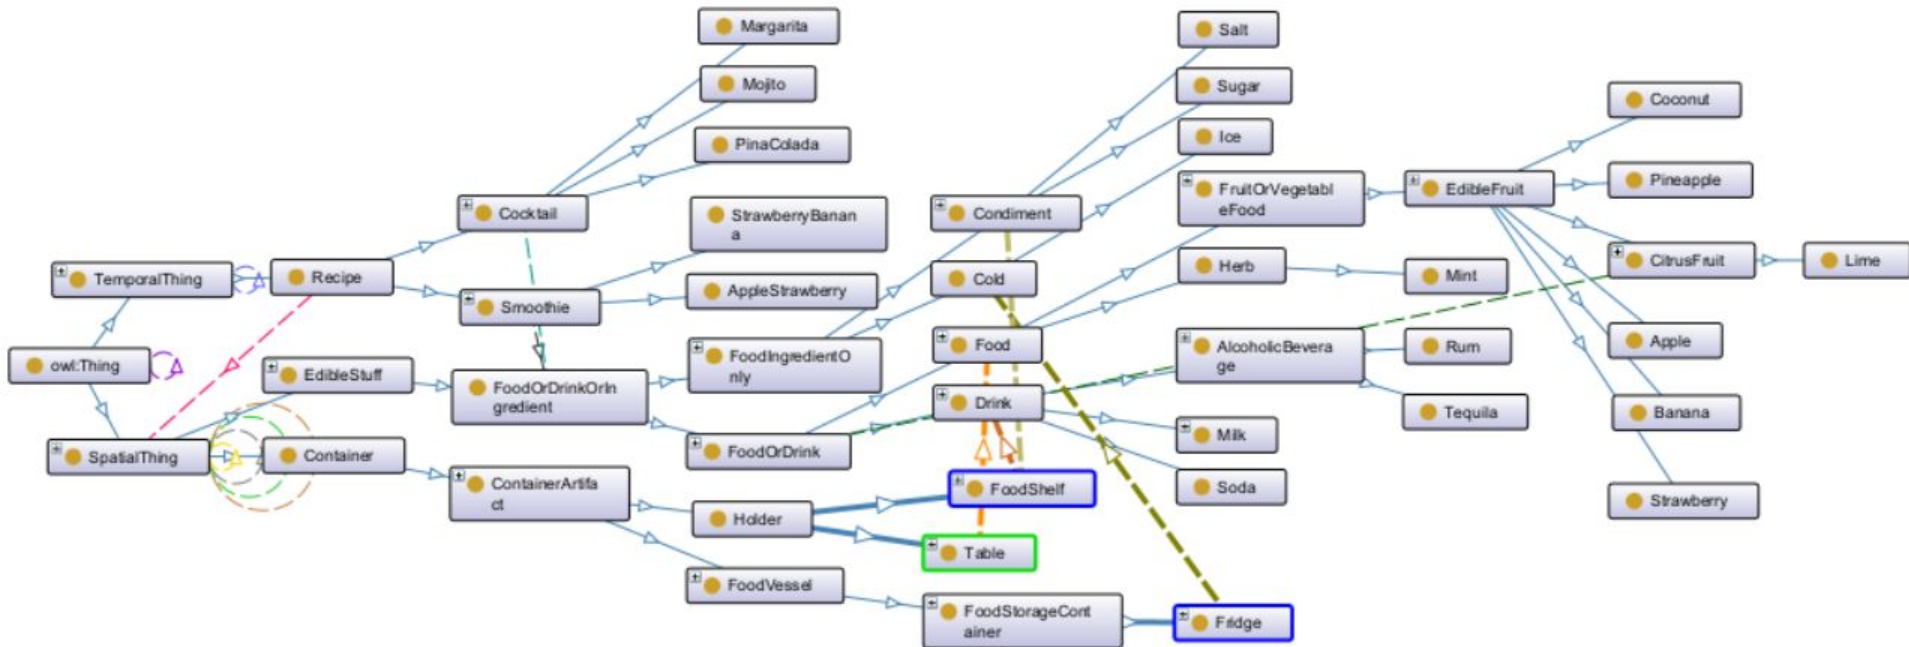 Margarita
Mojito
PinaColada
Cocktail
StrawberryBanan
a
TemporalThing
Recipe
Smoothie
AppleStrawberry
owl:Thing
EdibleStuff
FoodOrDrinkOrIn
gredient
FoodIngredientO
nly
FoodOrDrink
SpatialThing
Container
ContainerArtifa
ct
Holder
FoodVessel
Condiment
Cold
Food
Drink
FoodShelf
Table
FoodStorageCont
ainer
Salt
Sugar
Ice
FruitOrVegetabl
eFood
Herb
AlcoholicBevera
ge
Milk
Soda
Fridge
EdibleFruit
Mint
Rum
Tequila
Coconut
Pineapple
CitrusFruit
Lime
Apple
Banana
Strawberry